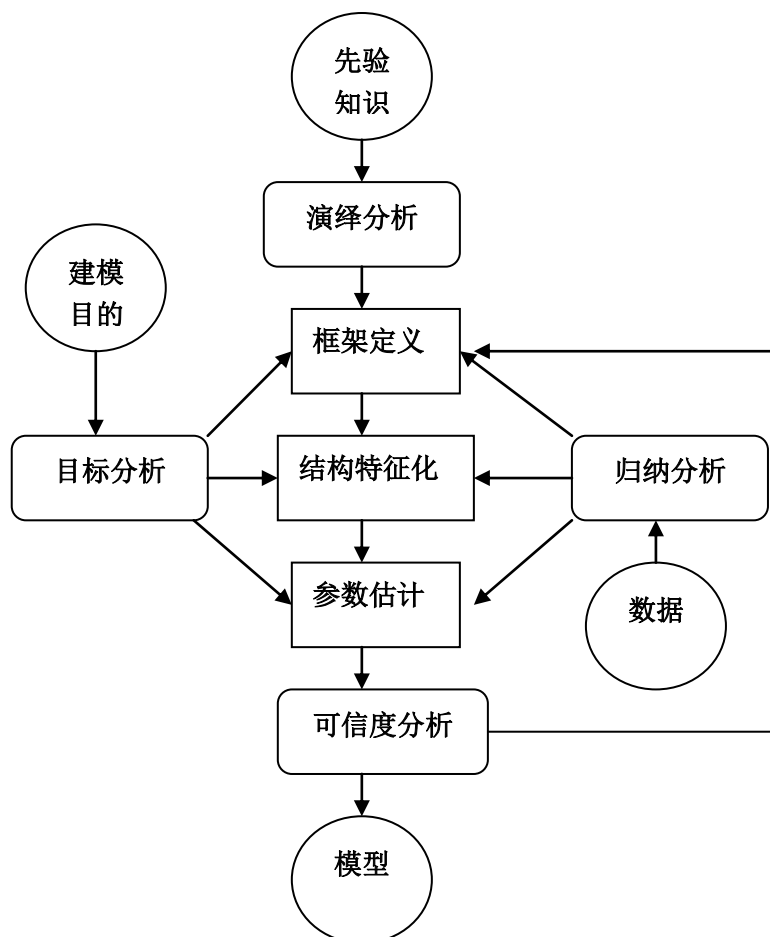 先验
知识
演绎分析
建模
目的
框架定义
目标分析
结构特征化
归纳分析
参数估计
数据
可信度分析
模型